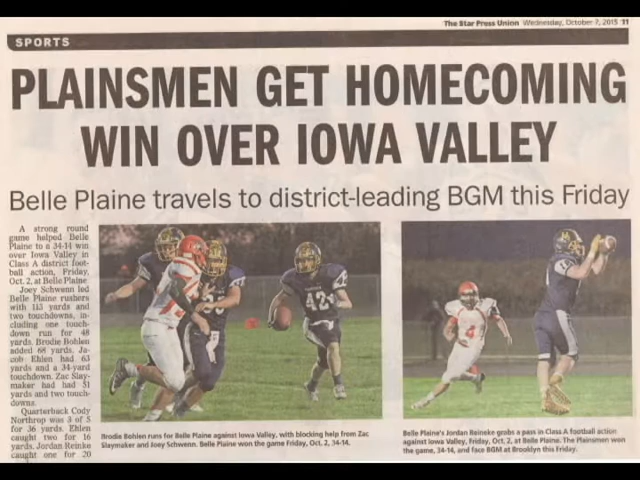 The Star Press Union Wednesday, October 7, 2015 11
SPORTS
PLAINSMEN GET HOMECOMING
WIN OVER IOWA VALLEY
Belle Plaine travels to district-leading BGM this Friday
A strong round
game helped Belle
Plaine to a 34-14 win
over Iowa Valley in
Class A district foot-
ball action, Friday,
Oct. 2, at Belle Plaine
Joey Schwenn led
Belle Plaine rushers
with 115 yards and
two touchdowns, in-
cluding one touch-
down run for 48
yards. Brodie Bohlen
added 68 yards. Ja-
cob Ehlen had 63
yards and a 34-yard
touchdown. Zac Slay-
maker had had 51
yards and two touch-
downs.
Quarterback Cody
Northrop was 3 of 5
for 36 yards. Ehlen
caught two for 16
yards. Jordan Reinke
caught one for 20
42
Brodie Bohlen runs for Belle Plaine against Iowa Valley, with blocking help from Zac
Slaymaker and Joey Schwenn. Belle Plaine won the game Friday, Oct. 2, 34-14.
4
Belle Plaine's Jordan Reineke grabs a pass in Class A football action
against Iowa Valley, Friday, Oct. 2, at Belle Plaine. The Plainsmen won
the game, 34-14, and face BGM at Brooklyn this Friday.